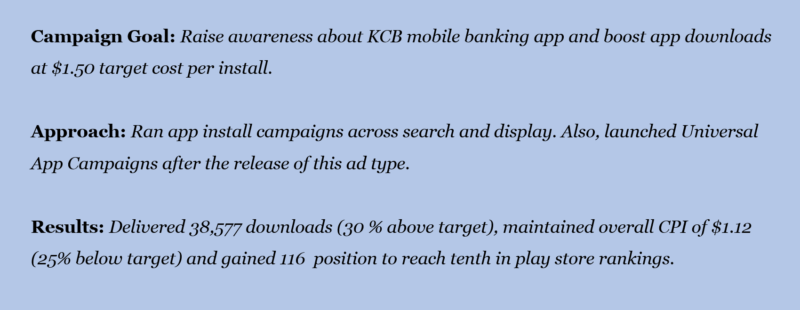 Campaign Goal: Raise awareness about KCB mobile banking app and boost app downloads
at $1.50 target cost per install.
Approach: Ran app install campaigns across search and display. Also, launched Universal
App Campaigns after the release of this ad type.
Results: Delivered 38,577 downloads (30 % above target), maintained overall CPI of $1.12
(25% below target) and gained 116  position to reach tenth in play store rankings.